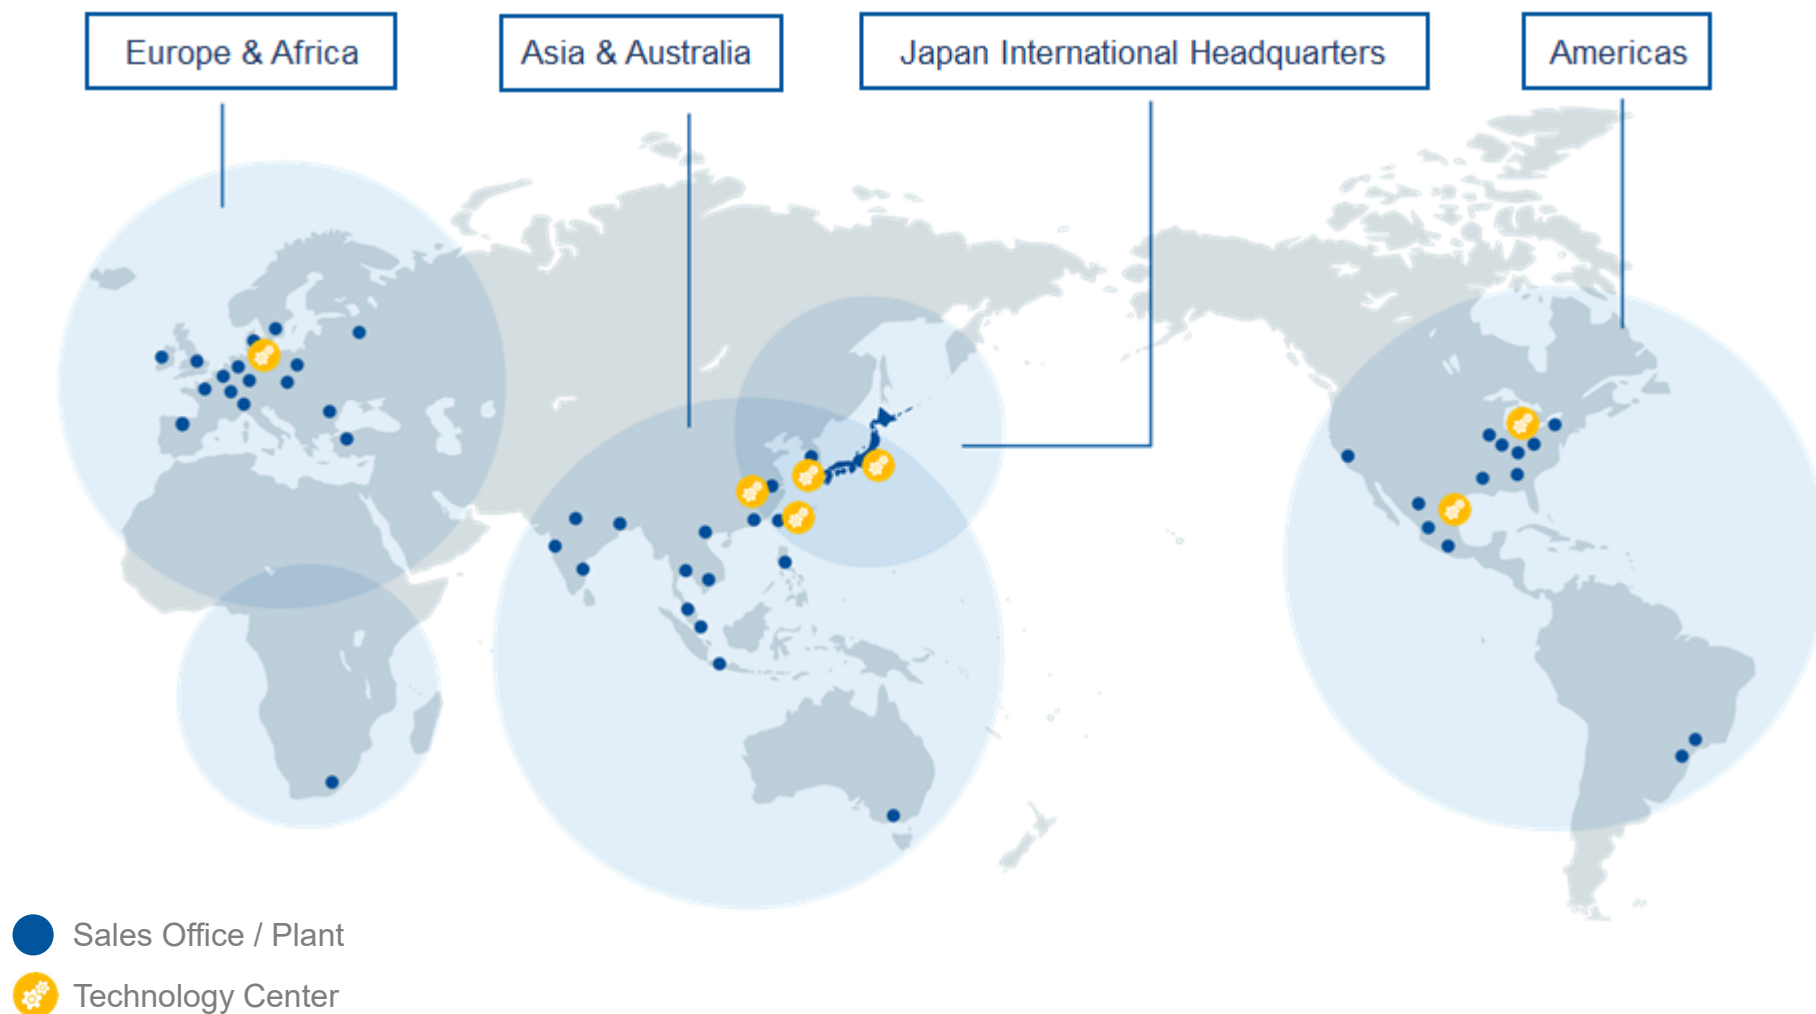 Europe & Africa
Asia & Australia
Japan International Headquarters
Americas
Sales Office / Plant
Technology Center